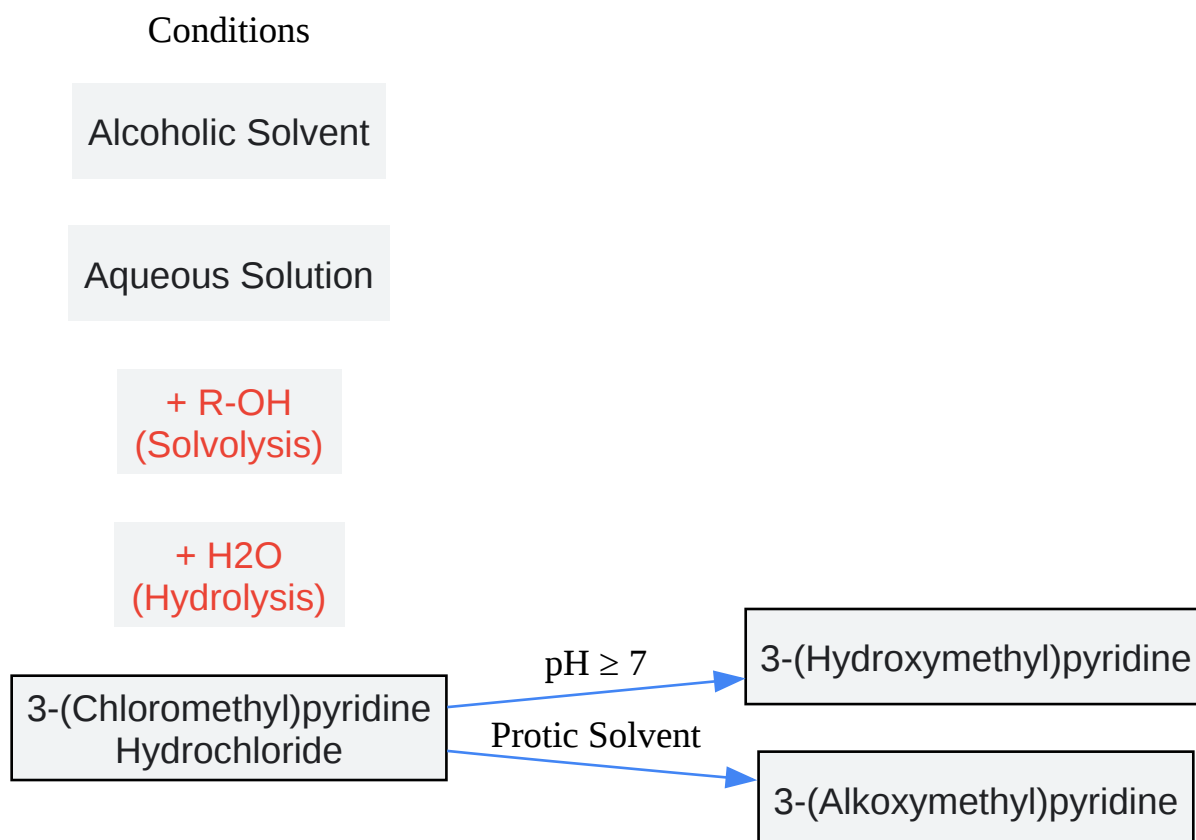 Conditions
Alcoholic Solvent
Aqueous Solution
+ R-OH
(Solvolysis)
+ H2O
(Hydrolysis)
3-(Chloromethyl)pyridine
Hydrochloride
pH ≥ 7
Protic Solvent
3-(Hydroxymethyl)pyridine
3-(Alkoxymethyl)pyridine